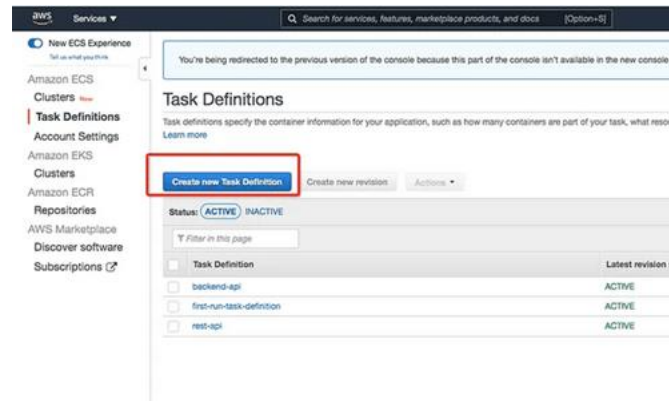 aws Services ▼ Search for services, features, marketplace products, and docs [Option+S]
New ECS Experience
Tell us what you think
Amazon ECS
Clusters New
Task Definitions
Account Settings
Amazon EKS
Clusters
Amazon ECR
Repositories
AWS Marketplace
Discover software
Subscriptions
You're being redirected to the previous version of the console because this part of the console isn't available in the new console
Task Definitions
Task definitions specify the container information for your application, such as how many containers are part of your task, what reso
Learn more
Create new Task Definition Create new revision Actions
Status: ACTIVE INACTIVE
Filter in this page
Task Definition Latest revision
backend-api ACTIVE
first-run-task-definition ACTIVE
rest-api ACTIVE